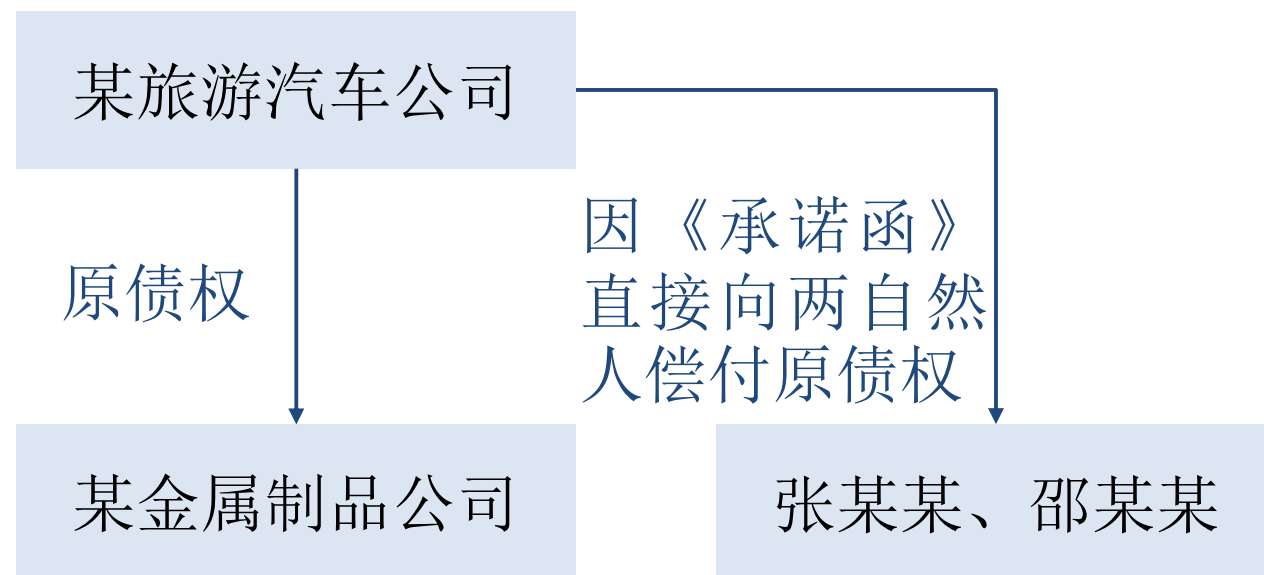 某旅游汽车公司
因《承诺函》
直接向两自然
人偿付原债权
原债权
某金属制品公司
张某某、邵某某